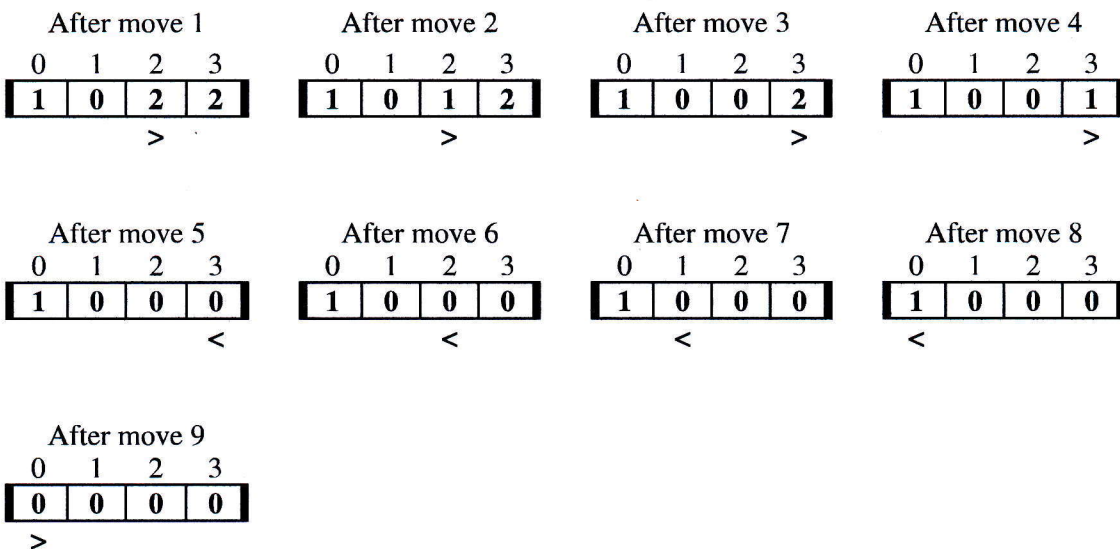 After move 1 After move 2 After move 3 After move 4
0 1 2 3 0 1 2 3 0 1 2 3 0 1 2 3
1 0 2 2 1 0 1 2 1 0 0 2 1 0 0 1
> > > >
After move 5 After move 6 After move 7 After move 8
0 1 2 3 0 1 2 3 0 1 2 3 0 1 2 3
1 0 0 0 1 0 0 0 1 0 0 0 1 0 0 0
< < < <
After move 9
0 1 2 3
0 0 0 0
>